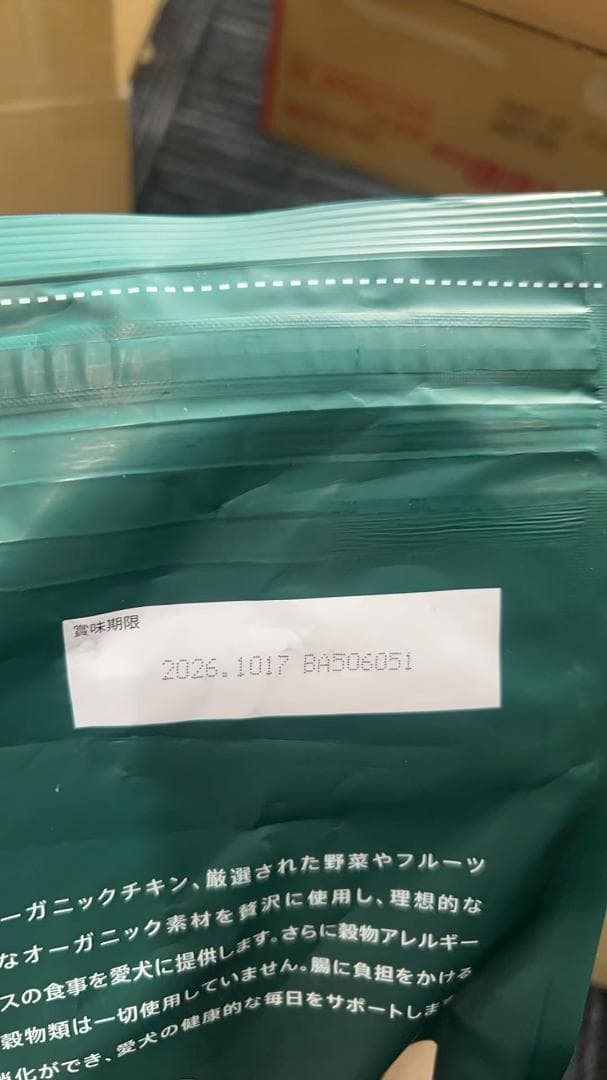 賞味期限
2026.1017 BA506051
ーガニックチキン、厳選された野菜やフルーツ
なオーガニック素材を贅沢に使用し、理想的な
スの食事を愛犬に提供します。さらに穀物アレルギー
穀物類は一切使用していません。腸に負担をかける
消化ができ、愛犬の健康的な毎日をサポートしま